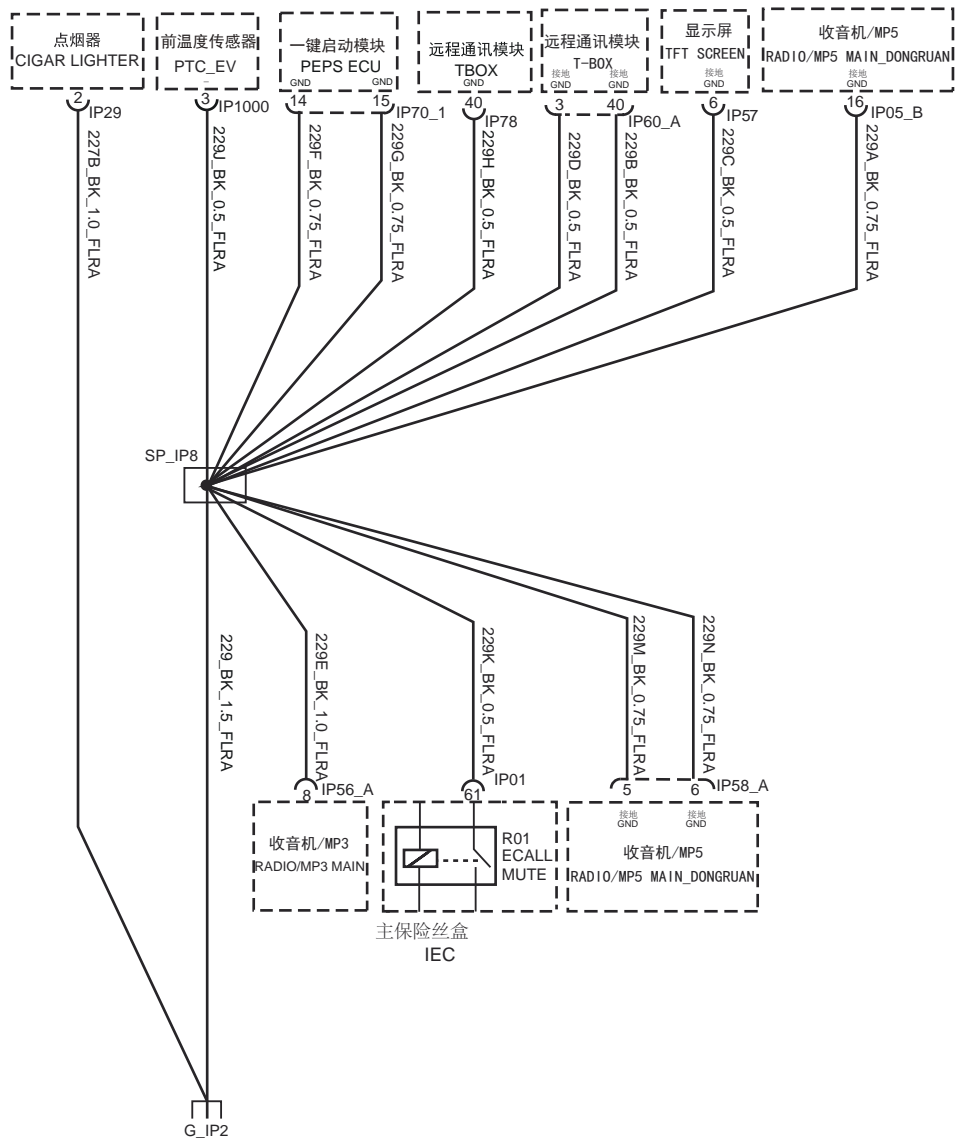 点烟器
CIGAR LIGHTER
2
IP29
227B_BK_1.0_FLRA
前温度传感器
PTC_EV
-
3
IP1000
229J_BK_0.5_FLRA
一键启动模块
PEPS ECU
GND
GND
14
15
IP70_1
229F_BK_0.75_FLRA
229G_BK_0.75_FLRA
远程通讯模块
TBOX
GND
40
IP78
229H_BK_0.5_FLRA
远程通讯模块
T-BOX
接地
GND
接地
GND
3
40
IP60_A
229D_BK_0.5_FLRA
229B_BK_0.5_FLRA
显示屏
TFT SCREEN
接地
GND
6
IP57
229C_BK_0.5_FLRA
收音机/MP5
RADIO/MP5 MAIN_DONGRUAN
接地
GND
16
IP05_B
229A_BK_0.75_FLRA
SP_IP8
229_BK_1.5_FLRA
229E_BK_1.0_FLRA
8
IP56_A
收音机/MP3
RADIO/MP3 MAIN
229K_BK_0.5_FLRA
IP01
61
R01
ECALL
MUTE
主保险丝盒
IEC
229M_BK_0.75_FLRA
229N_BK_0.75_FLRA
5
6
IP58_A
接地
GND
接地
GND
收音机/MP5
RADIO/MP5 MAIN_DONGRUAN
G_IP2